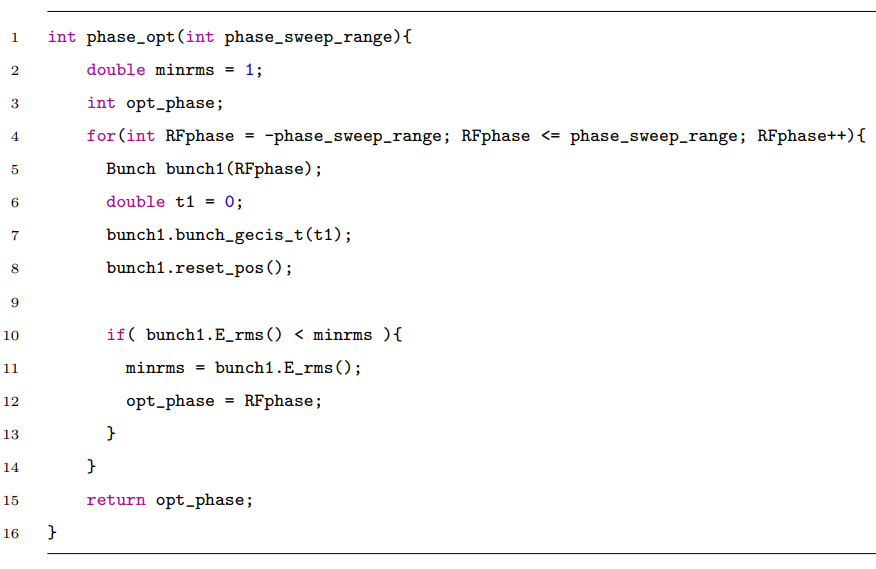 1 int phase_opt(int phase_sweep_range){
2 double minrms = 1;
3 int opt_phase;
4 for(int RFphase = -phase_sweep_range; RFphase <= phase_sweep_range; RFphase++){
5 Bunch bunch1(RFphase);
6 double t1 = 0;
7 bunch1.bunch_gecis_t(t1);
8 bunch1.reset_pos();
9
10 if( bunch1.E_rms() < minrms ){
11 minrms = bunch1.E_rms();
12 opt_phase = RFphase;
13 }
14 }
15 return opt_phase;
16 }